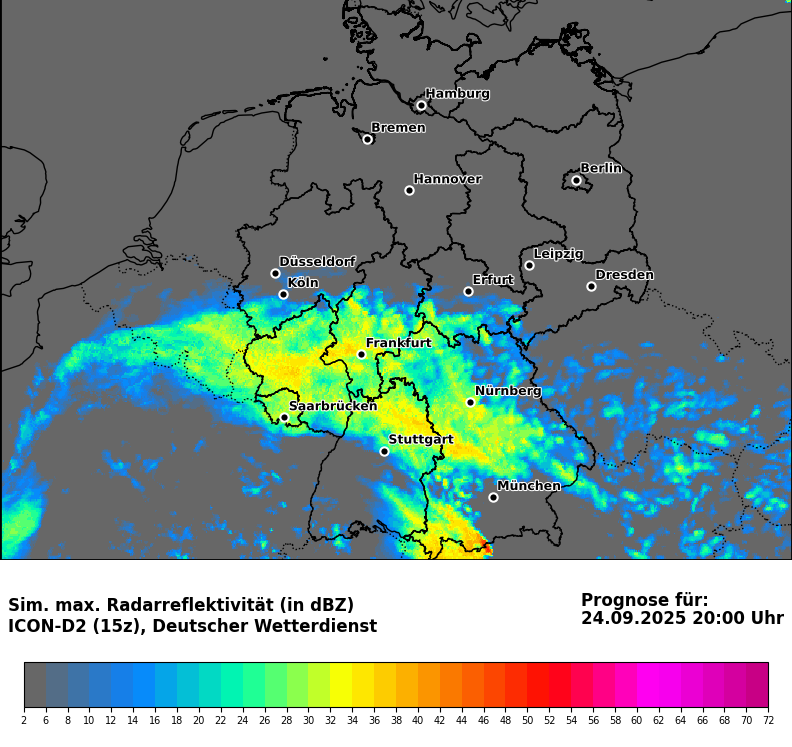 Hamburg
Bremen
Berlin
Hannover
Leipzig
Düsseldorf
Dresden
Köln
Erfurt
Frankfurt
Nürnberg
Saarbrücken
Stuttgart
München
Sim. max. Radarreflektivität (in dBZ)
ICON-D2 (15z), Deutscher Wetterdienst
Prognose für:
24.09.2025 20:00 Uhr
2 6 8 10 12 14 16 18 20 22 24 26 28 30 32 34 36 38 40 42 44 46 48 50 52 54 56 58 60 62 64 66 68 70 72